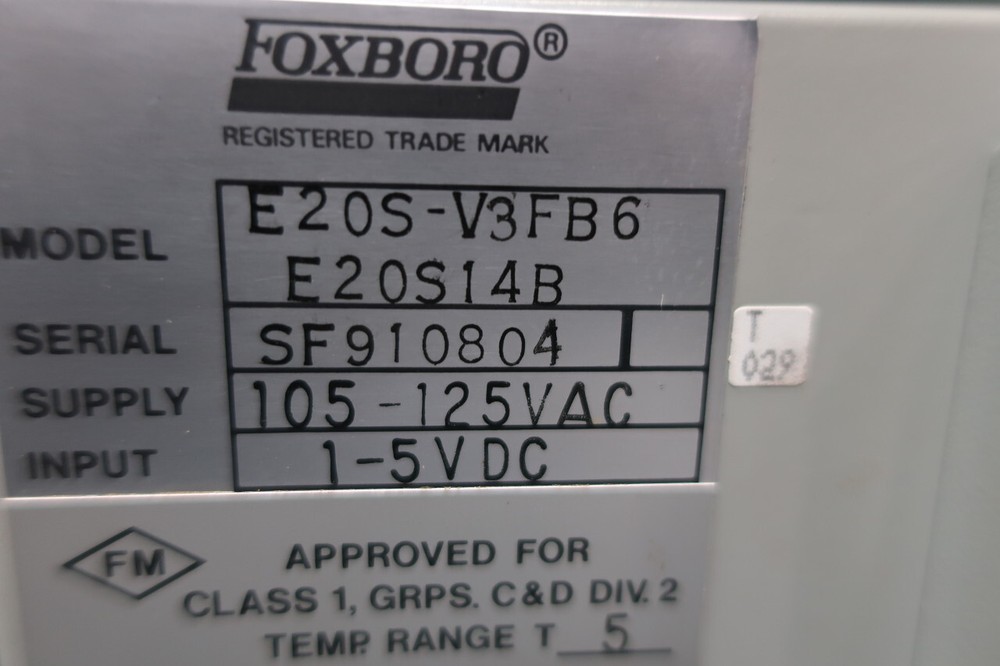 FOXBORO®
REGISTERED TRADE MARK
MODEL E20S-V3FB6
E20S14B
SERIAL SF910804
SUPPLY 105-125VAC
INPUT 1-5VDC
T
029
FM APPROVED FOR
CLASS 1, GRPS. C&D DIV. 2
TEMP. RANGE T 5